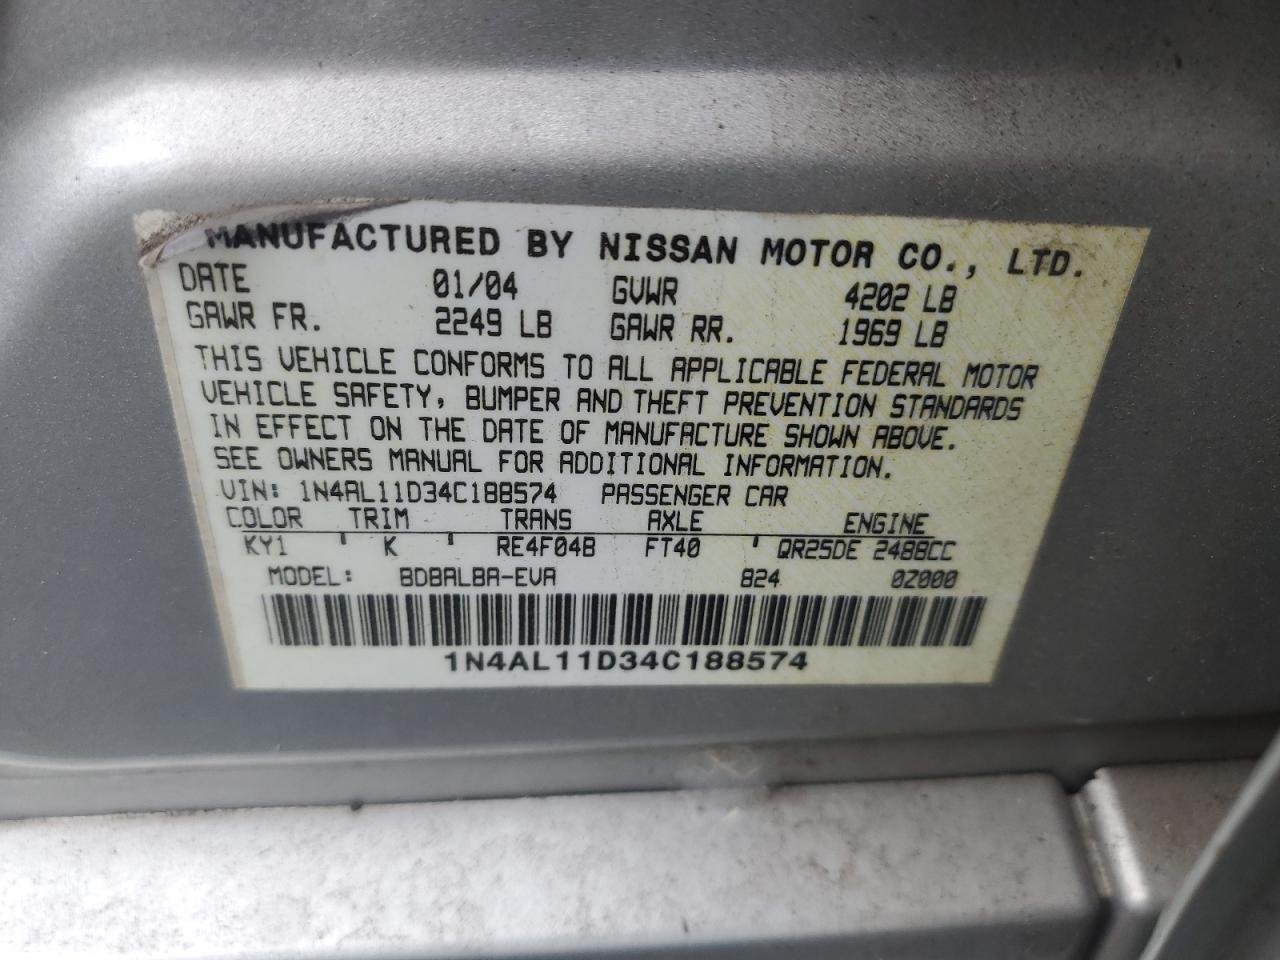 MANUFACTURED BY NISSAN MOTOR CO., LTD.
DATE 01/04 GVWR 4202 LB
GAWR FR. 2249 LB GAWR RR. 1969 LB
THIS VEHICLE CONFORMS TO ALL APPLICABLE FEDERAL MOTOR
VEHICLE SAFETY, BUMPER AND THEFT PREVENTION STANDARDS
IN EFFECT ON THE DATE OF MANUFACTURE SHOWN ABOVE.
SEE OWNERS MANUAL FOR ADDITIONAL INFORMATION.
VIN: 1N4AL11D34C188574 PASSENGER CAR
COLOR TRIM TRANS AXLE ENGINE
KY1 K RE4F04B FT40 QR25DE 2488CC
MODEL: BDBALBA-EVA 824 0Z000
1N4AL11D34C188574